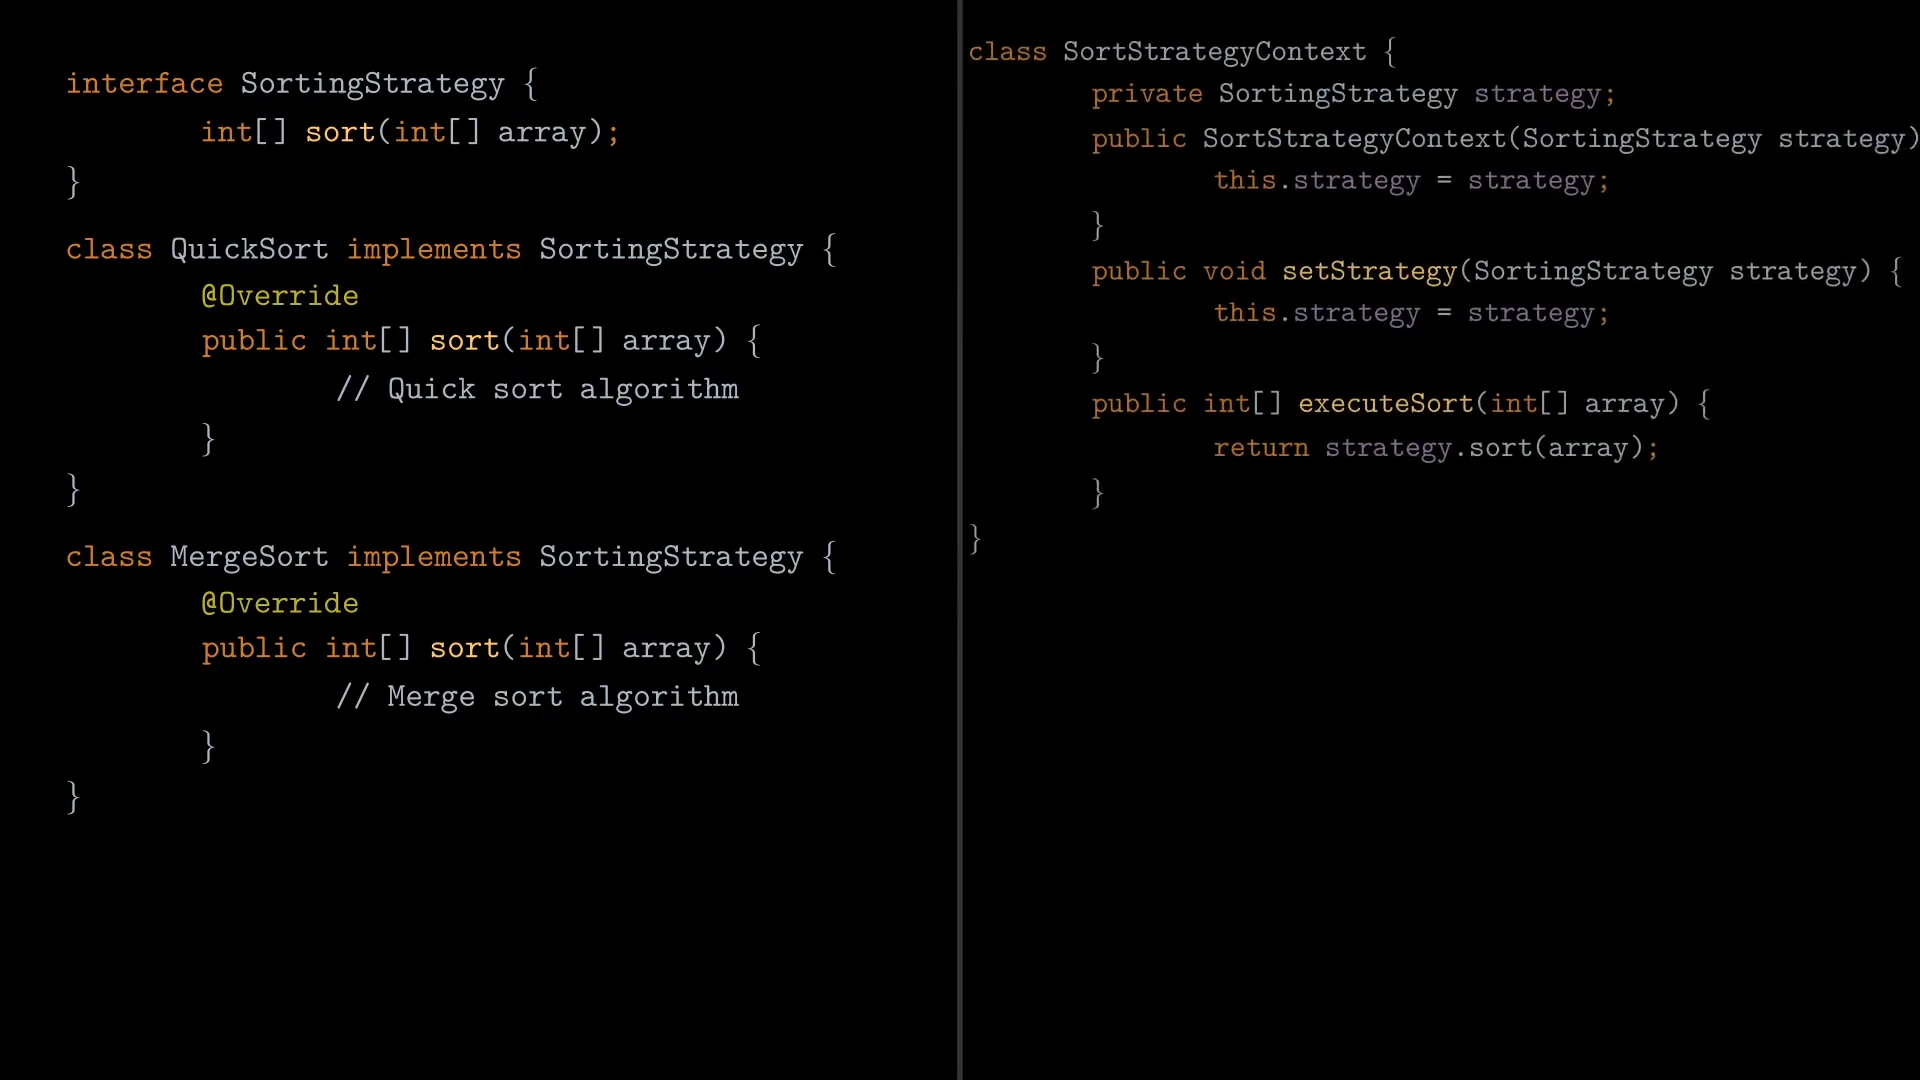 interface SortingStrategy {
int[] sort(int[] array);
}
class QuickSort implements SortingStrategy {
@Override
public int[] sort(int[] array) {
// Quick sort algorithm
}
}
class MergeSort implements SortingStrategy {
@Override
public int[] sort(int[] array) {
// Merge sort algorithm
}
}
class SortStrategyContext {
private SortingStrategy strategy;
public SortStrategyContext(SortingStrategy strategy)
this.strategy = strategy;
}
public void setStrategy(SortingStrategy strategy) {
this.strategy = strategy;
}
public int[] executeSort(int[] array) {
return strategy.sort(array);
}
}